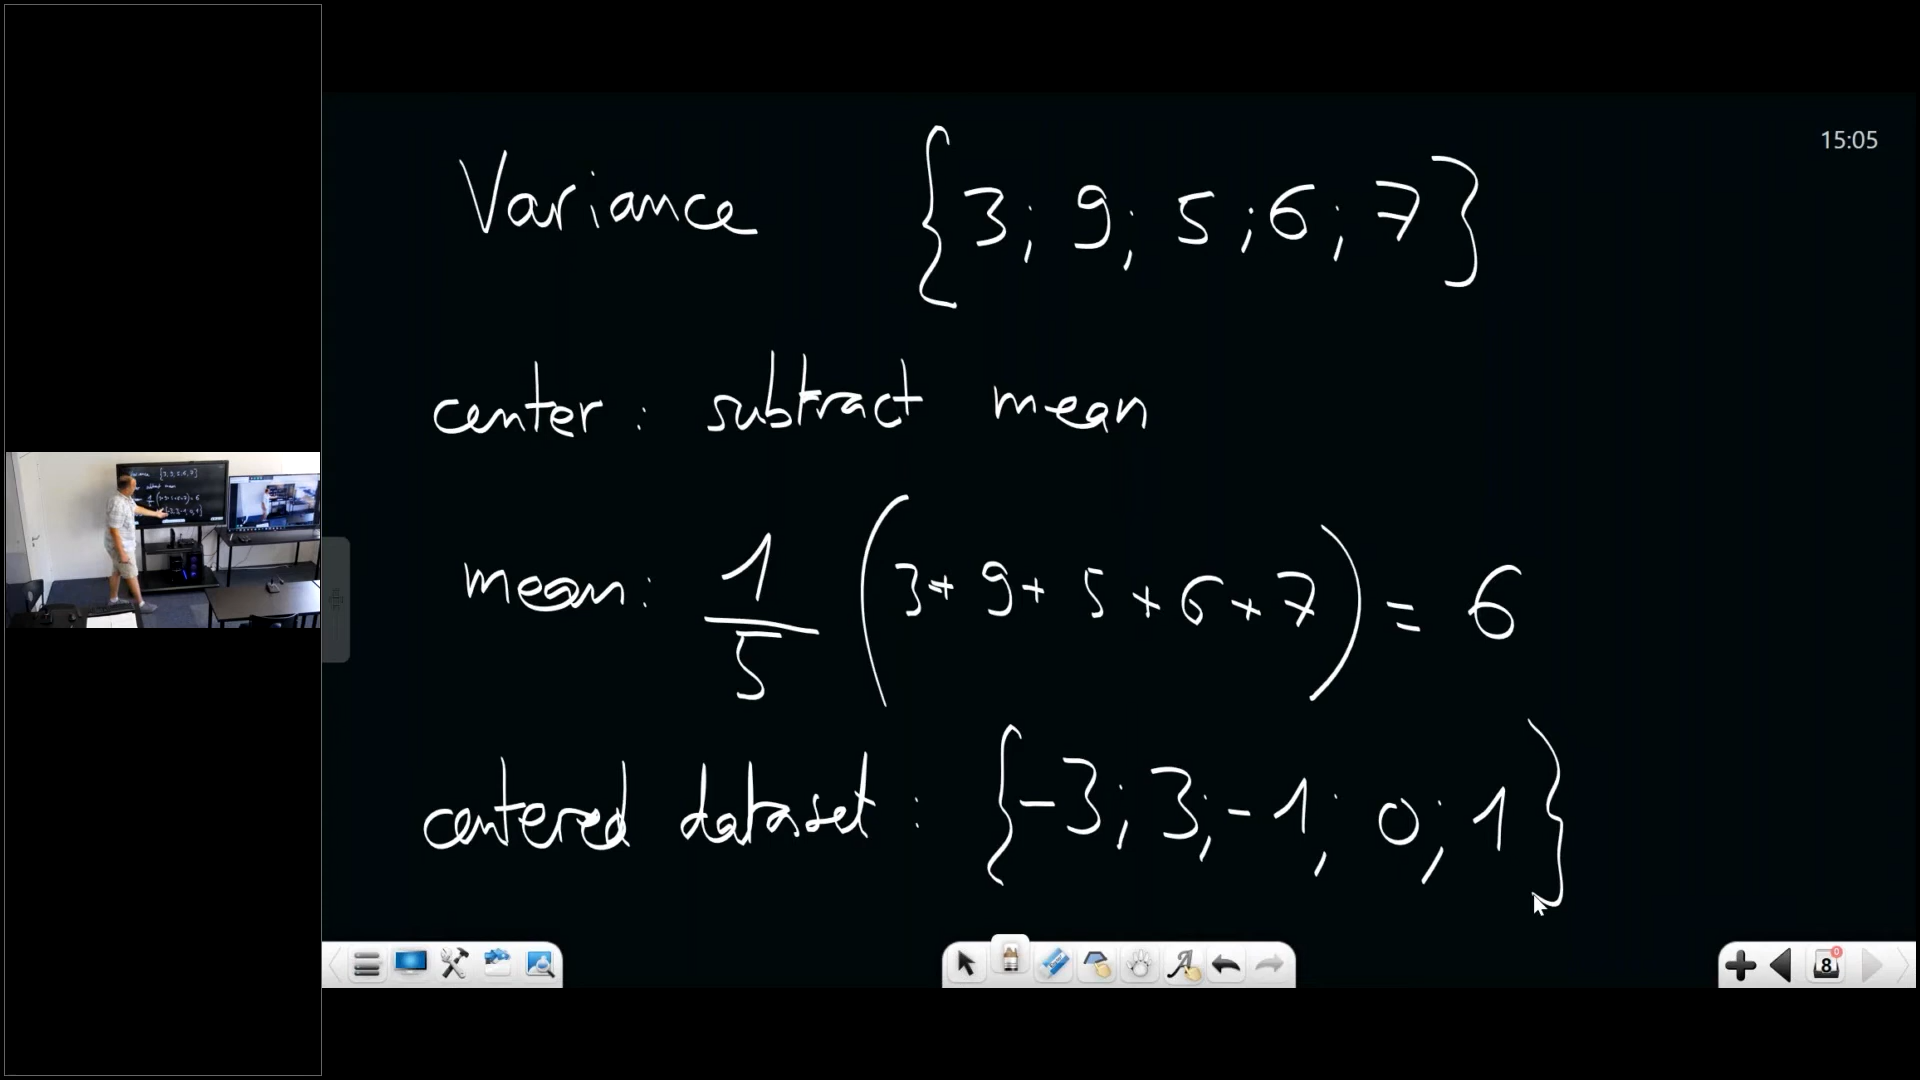 15:05
Variance {3; 9; 5; 6; 7}
center: subtract mean
mean: 1/5 (3+ 9+ 5 + 6 + 7) = 6
centered dataset: {-3; 3; -1; 0; 1}
8
0